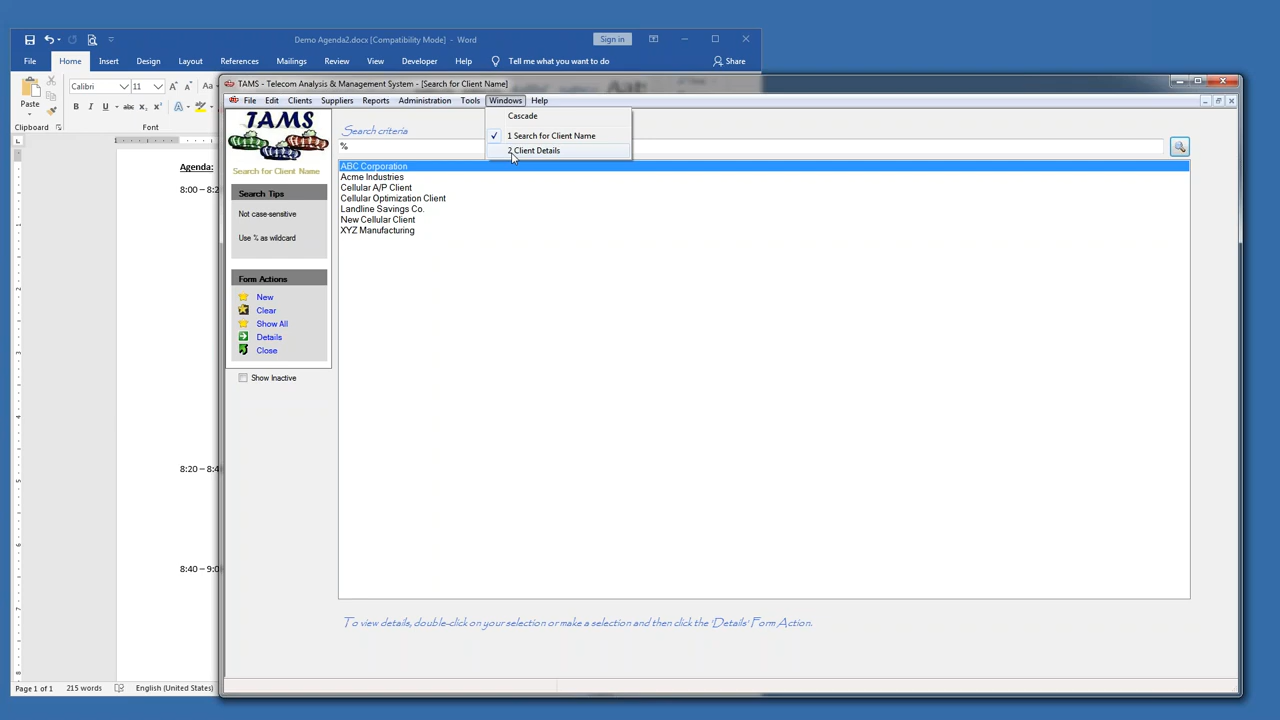 Demo Agenda2.docx [Compatibility Mode] - Word
Sign in
File Home Insert Design Layout References Mailings Review View Developer Help Tell me what you want to do Share
Paste
Clipboard
Calibri 11 Aa
B I U abc x
Font
Agenda:
8:00 – 8:2
8:20 – 8:4
8:40 – 9:0
Page 1 of 1 215 words English (United States)
TAMS - Telecom Analysis & Management System - [Search for Client Name]
File Edit Clients Suppliers Reports Administration Tools Windows Help
Cascade
1 Search for Client Name
2 Client Details
TAMS
Search for Client Name
Search Tips
Not case-sensitive
Use % as wildcard
Form Actions
New
Clear
Show All
Details
Close
Show Inactive
Search criteria
%
ABC Corporation
Acme Industries
Cellular A/P Client
Cellular Optimization Client
Landline Savings Co.
New Cellular Client
XYZ Manufacturing
To view details, double-click on your selection or make a selection and then click the 'Details' Form Action.